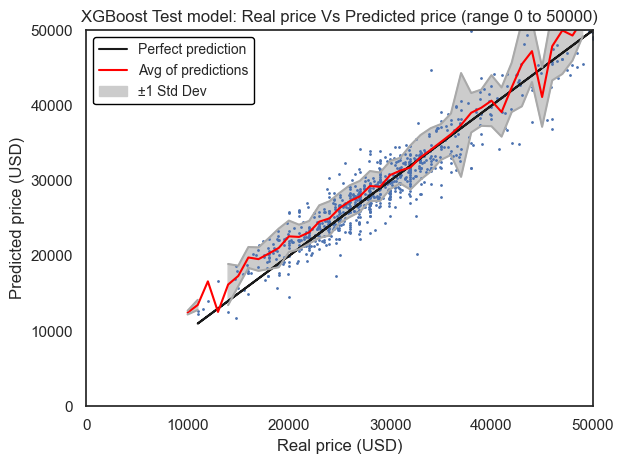 XGBoost Test model: Real price Vs Predicted price (range 0 to 50000)
Perfect prediction
Avg of predictions
±1 Std Dev
50000
40000
30000
20000
10000
0
Predicted price (USD)
0 10000 20000 30000 40000 50000
Real price (USD)